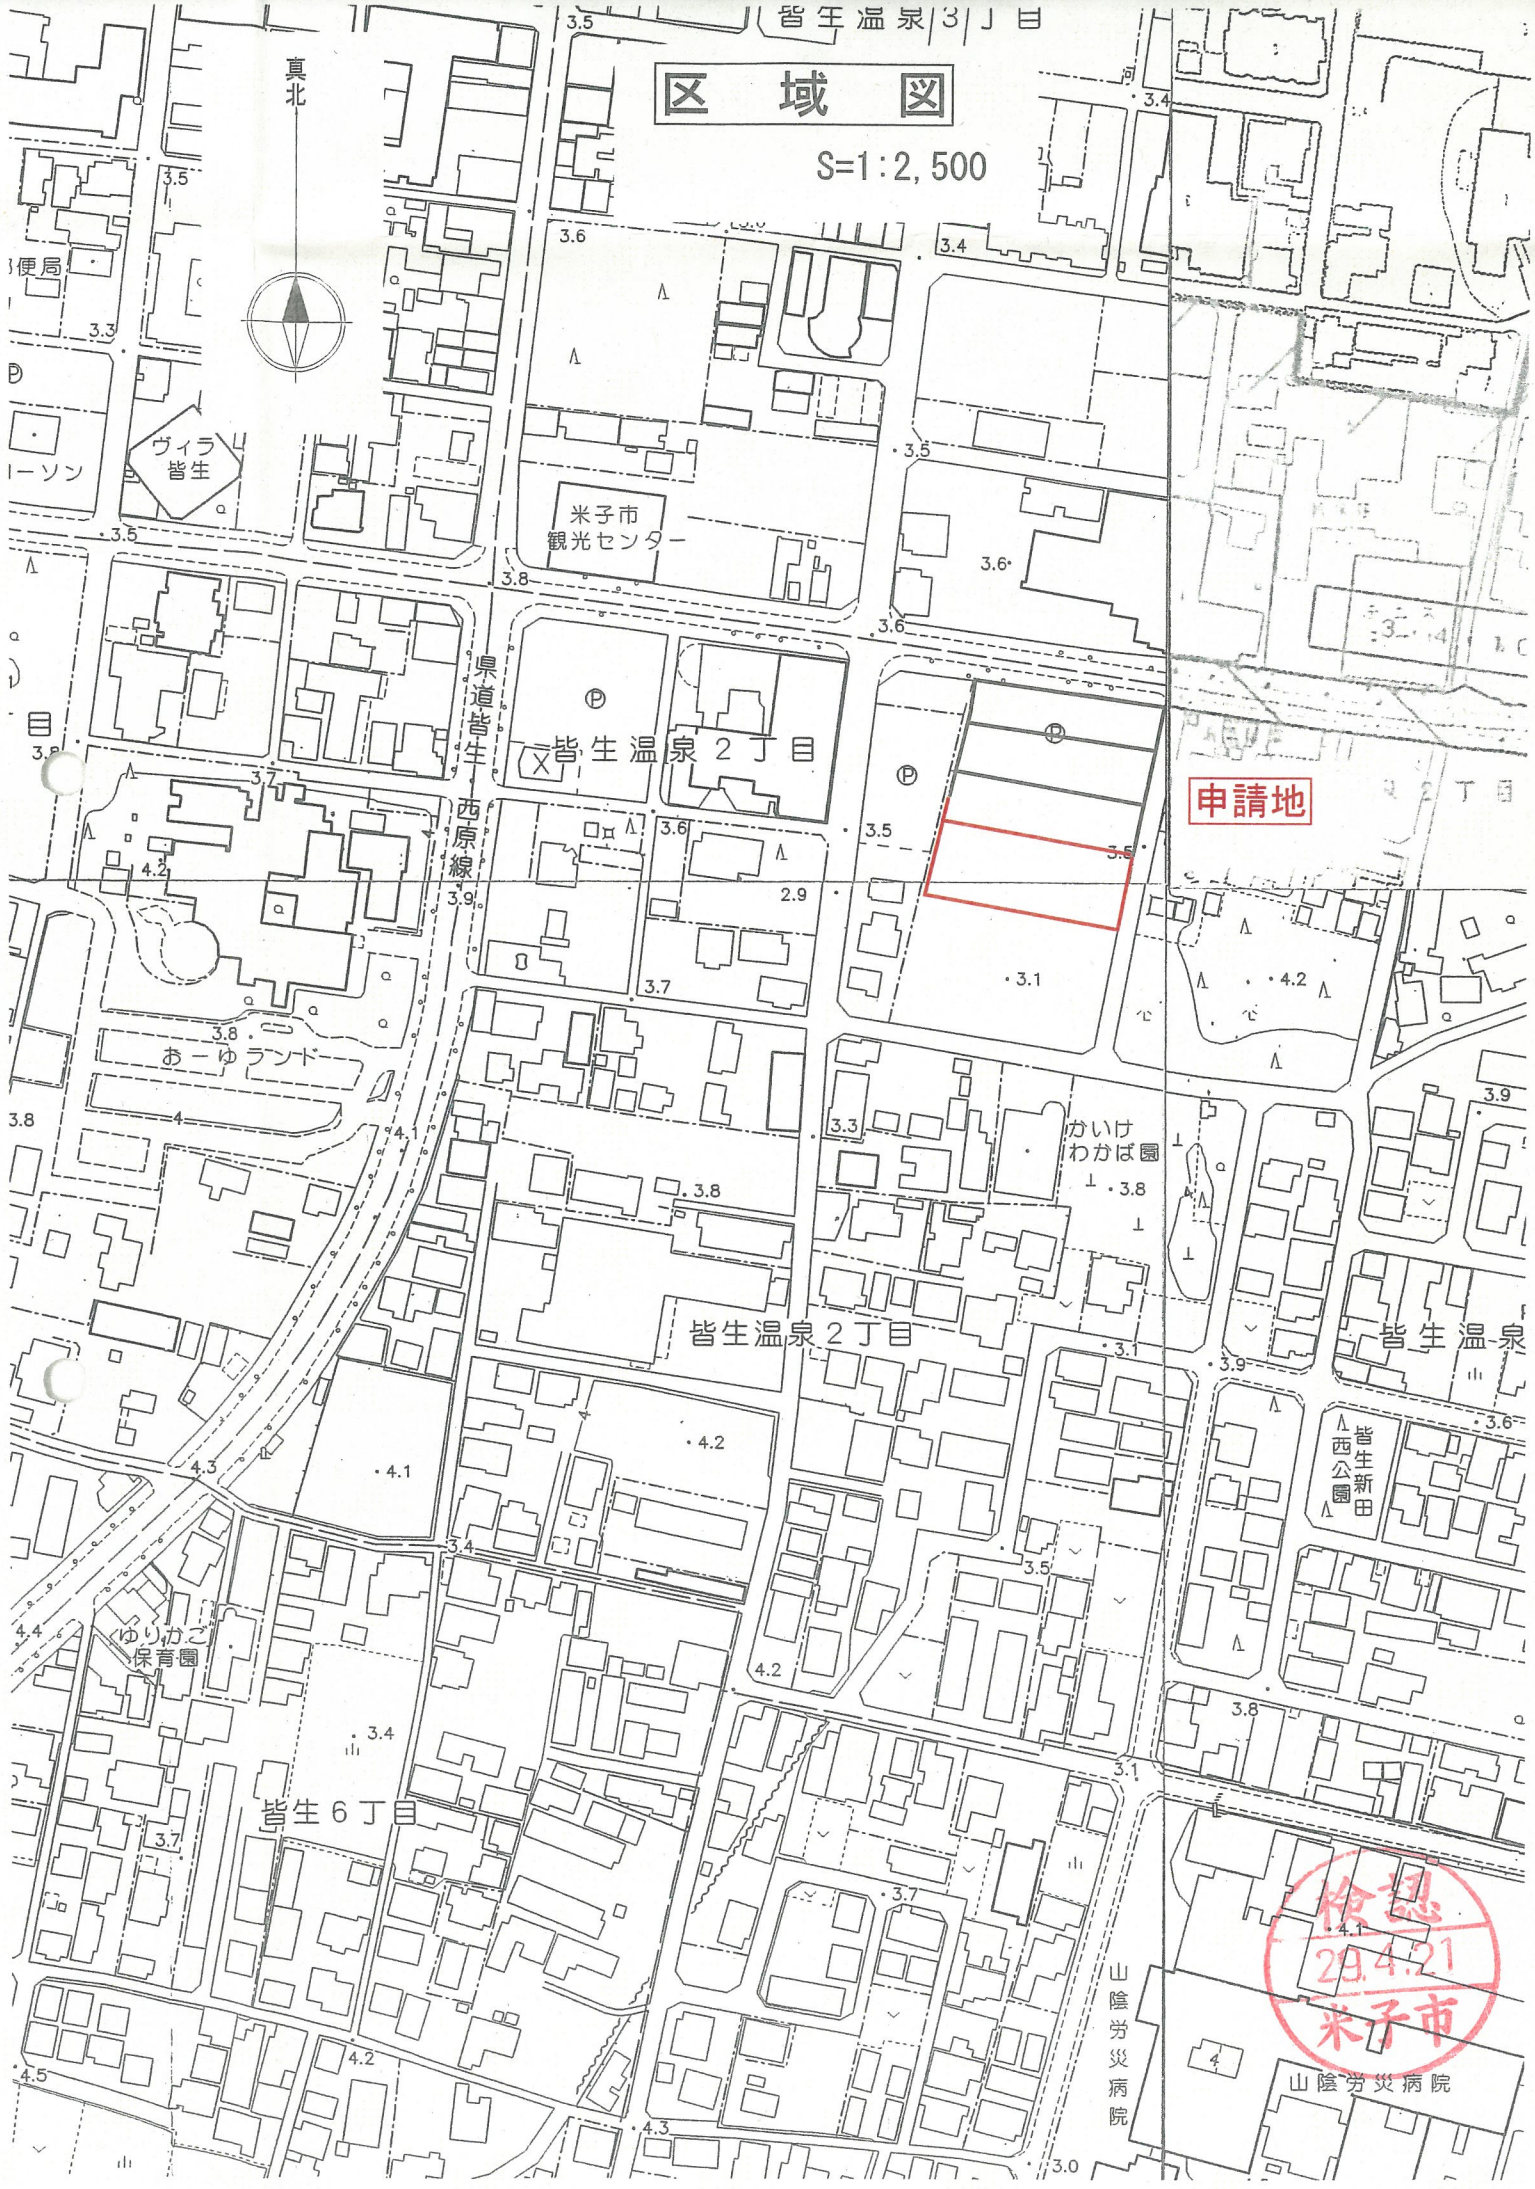 皆生温泉3丁目
3.5
真北
区域図
S=1:2,500
3.4
3.5
3.6
3.4
便局
3.3
P
ーソン
ヴィラ
皆生
3.5
3.5
米子市
観光センター
3.8
3.6
3.6
県道皆生西原線
P
P
P
目
3.8
3.7
皆生温泉2丁目
2丁目
申請地
3.6
3.5
3.5
4.2
3.9
2.9
3.7
3.1
4.2
3.8
おーゆランド
4
4.1
3.8
3.9
3.3
かいけ
わかば園
3.8
3.8
皆生温泉2丁目
皆生温泉
3.1
3.9
3.6
皆生新田
西公園
4.2
4.1
4.3
3.4
3.5
4.4
ゆりかご
保育園
4.2
3.8
3.4
3.1
皆生6丁目
3.7
3.7
検認
4.1
29.4.21
米子市
山陰労災病院
4
山陰労災病院
4.2
4.5
4.3
3.0